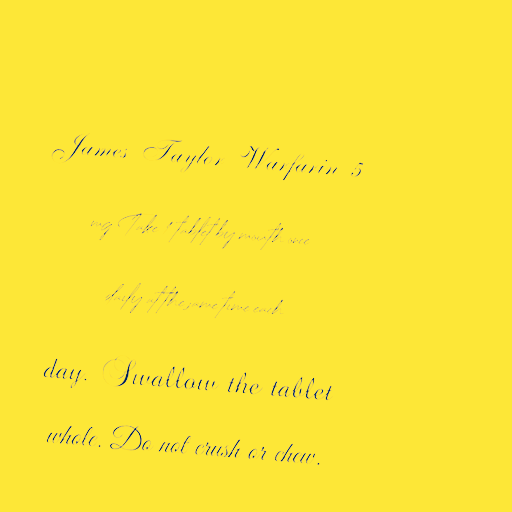 James Taylor Warfarin 5
mg Take 1 tablet by mouth once
daily at the same time each
day. Swallow the tablet
whole. Do not crush or chew.